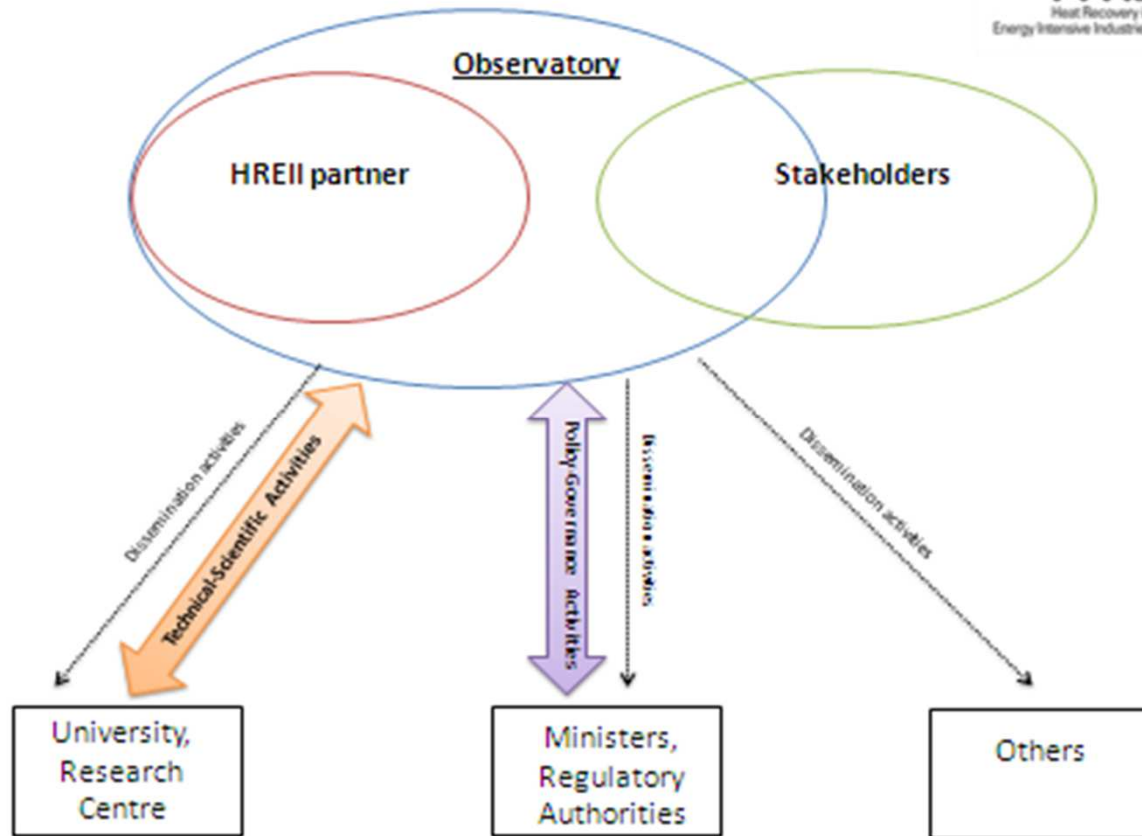 Heat Recovery
Energy Intensive Industrie
Observatory
HREII partner
Stakeholders
Dissemination activities
Technical-Scientific Activities
Policy-Governance Activities
Dissemination activities
Dissemination activities
University,
Research
Centre
Ministers,
Regulatory
Authorities
Others